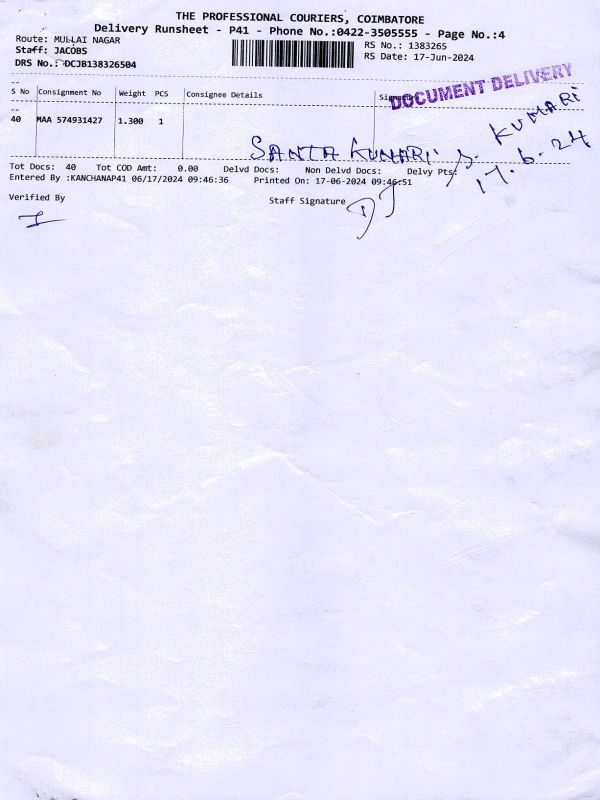 THE PROFESSIONAL COURIERS, COIMBATORE
Delivery Runsheet - P41 - Phone No.:0422-3505555 - Page No.:4
Route: MULLAI NAGAR
RS No.: 1383265
Staff: JACOBS
RS Date: 17-Jun-2024
DRS No.: DCJB138326504
DOCUMENT DELIVERY
S No Consignment No Weight PCS Consignee Details Signature
40 MAA 574931427 1.300 1
SANTA KUMARI S. KUMARI
17.6.24
Tot Docs: 40 Tot COD Amt: 0.00 Delvd Docs: Non Delvd Docs: Delvy Pts:
Entered By :KANCHANAP41 06/17/2024 09:46:36 Printed On: 17-06-2024 09:46:51
Verified By Staff Signature